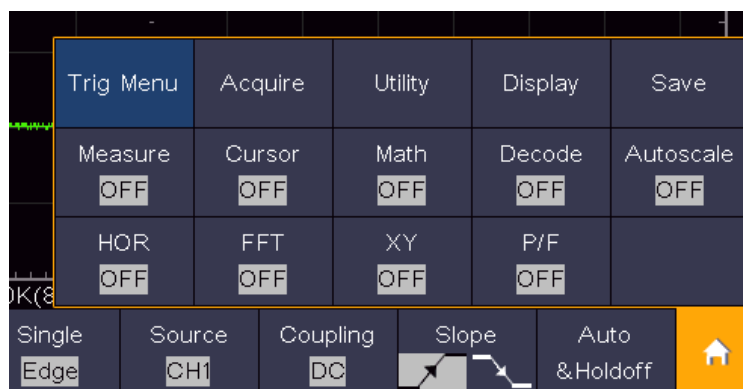 Trig Menu Acquire Utility Display Save
Measure Cursor Math Decode Autoscale
OFF OFF OFF OFF OFF
HOR FFT XY P/F
OFF OFF OFF OFF
Single Source Coupling Slope Auto
Edge CH1 DC &Holdoff